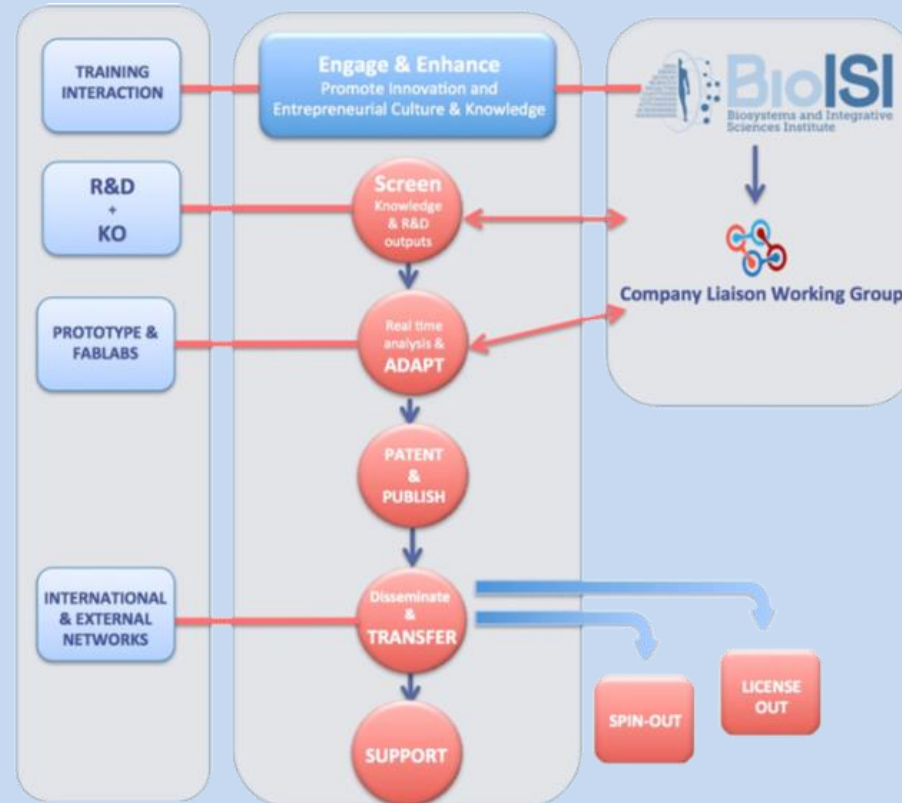 TRAINING
INTERACTION
Engage & Enhance
Promote Innovation and
Entrepreneurial Culture & Knowledge
BioISI
Biosystems and Integrative
Sciences Institute
R&D
+
KO
Screen
Knowledge
& R&D
outputs
Company Liaison Working Group
PROTOTYPE &
FABLABS
Real time
analysis &
ADAPT
PATENT
&
PUBLISH
INTERNATIONAL
& EXTERNAL
NETWORKS
Disseminate
&
TRANSFER
SPIN-OUT
LICENSE
OUT
SUPPORT